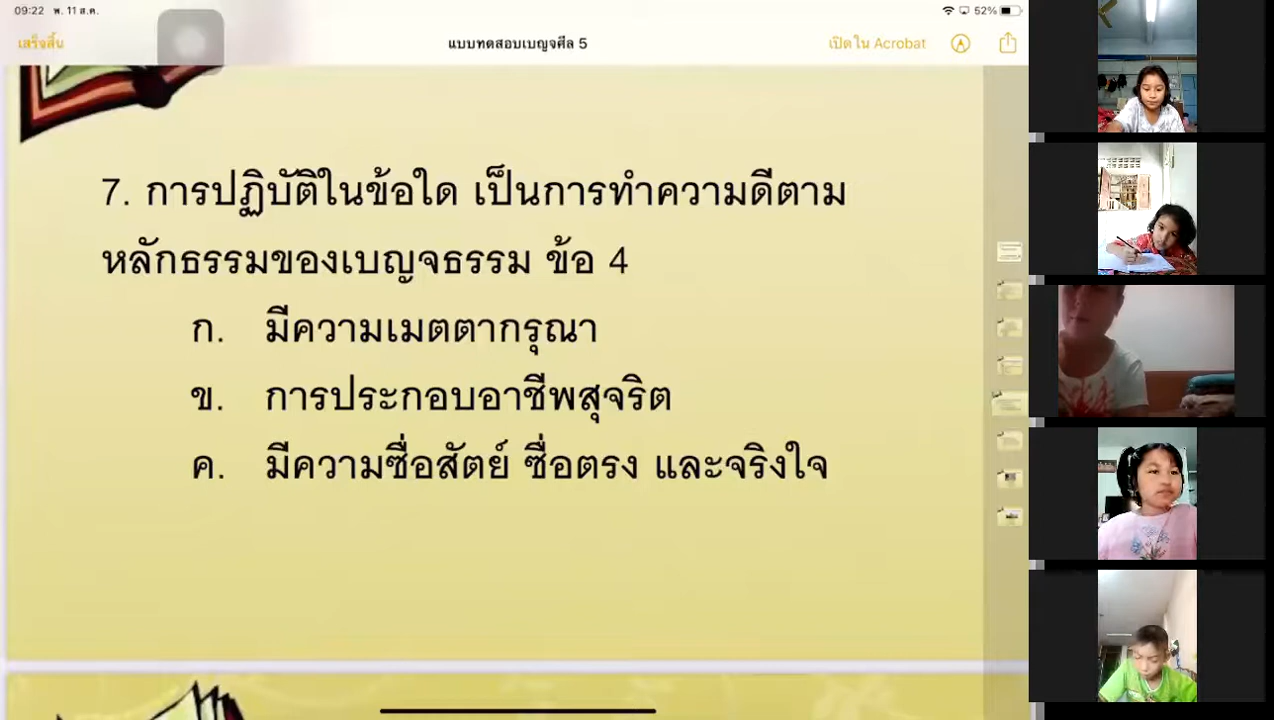 09:22 พ. 11 ส.ค.
52%
เสร็จสิ้น
แบบทดสอบเบญจศีล 5
เปิดใน Acrobat
7. การปฏิบัติในข้อใด เป็นการทำความดีตาม
หลักธรรมของเบญจธรรม ข้อ 4
ก. มีความเมตตากรุณา
ข. การประกอบอาชีพสุจริต
ค. มีความซื่อสัตย์ ซื่อตรง และจริงใจ